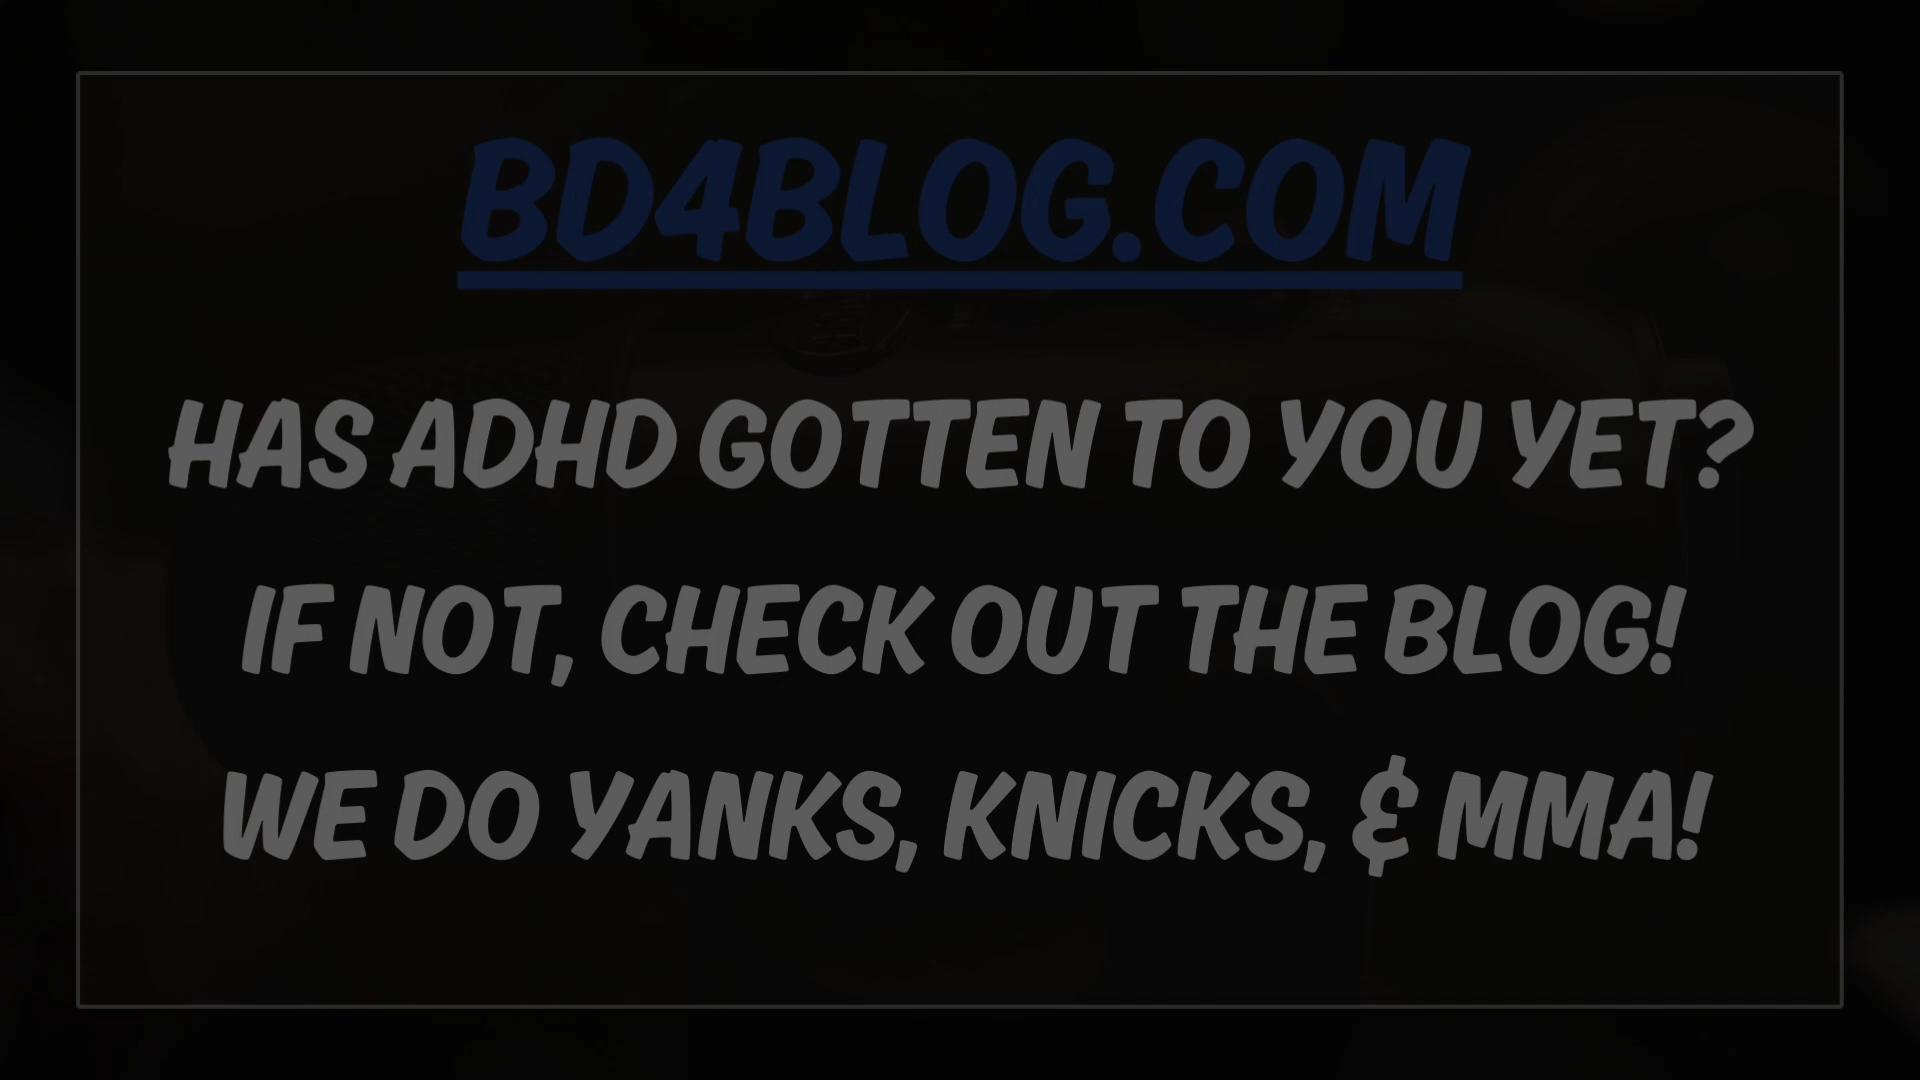 BD4BLOG.COM
HAS ADHD GOTTEN TO YOU YET?
IF NOT, CHECK OUT THE BLOG!
WE DO YANKS, KNICKS, & MMA!